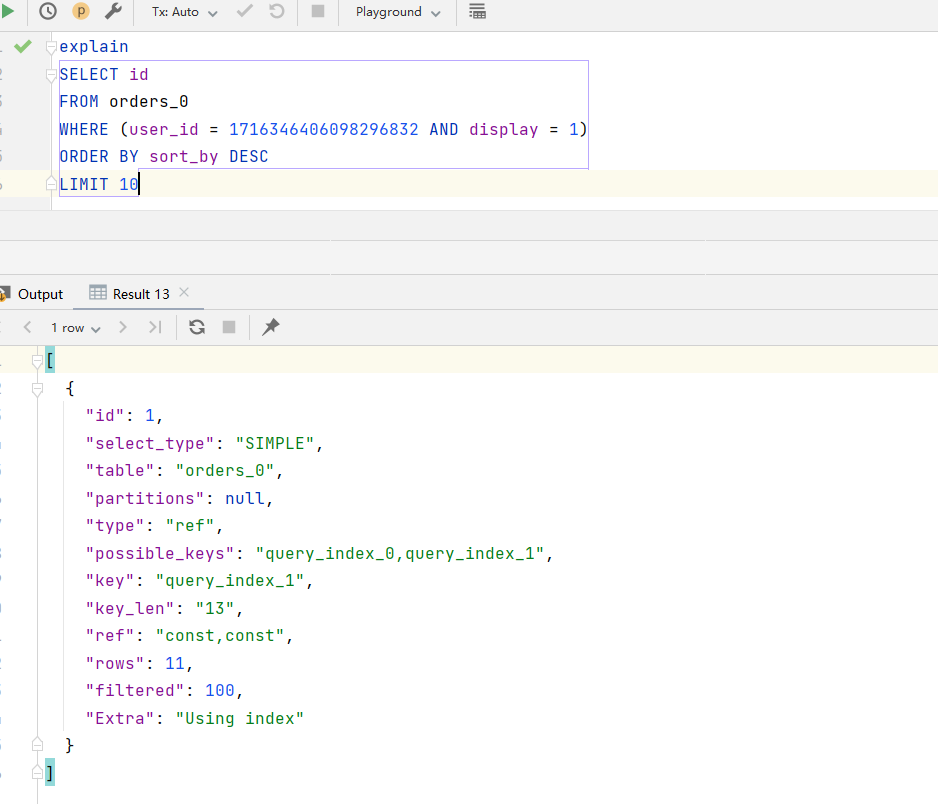 Tx: Auto
Playground
explain
SELECT id
FROM orders_0
WHERE (user_id = 1716346406098296832 AND display = 1)
ORDER BY sort_by DESC
LIMIT 10
Output
Result 13
1 row
[
{
"id": 1,
"select_type": "SIMPLE",
"table": "orders_0",
"partitions": null,
"type": "ref",
"possible_keys": "query_index_0,query_index_1",
"key": "query_index_1",
"key_len": "13",
"ref": "const,const",
"rows": 11,
"filtered": 100,
"Extra": "Using index"
}
]